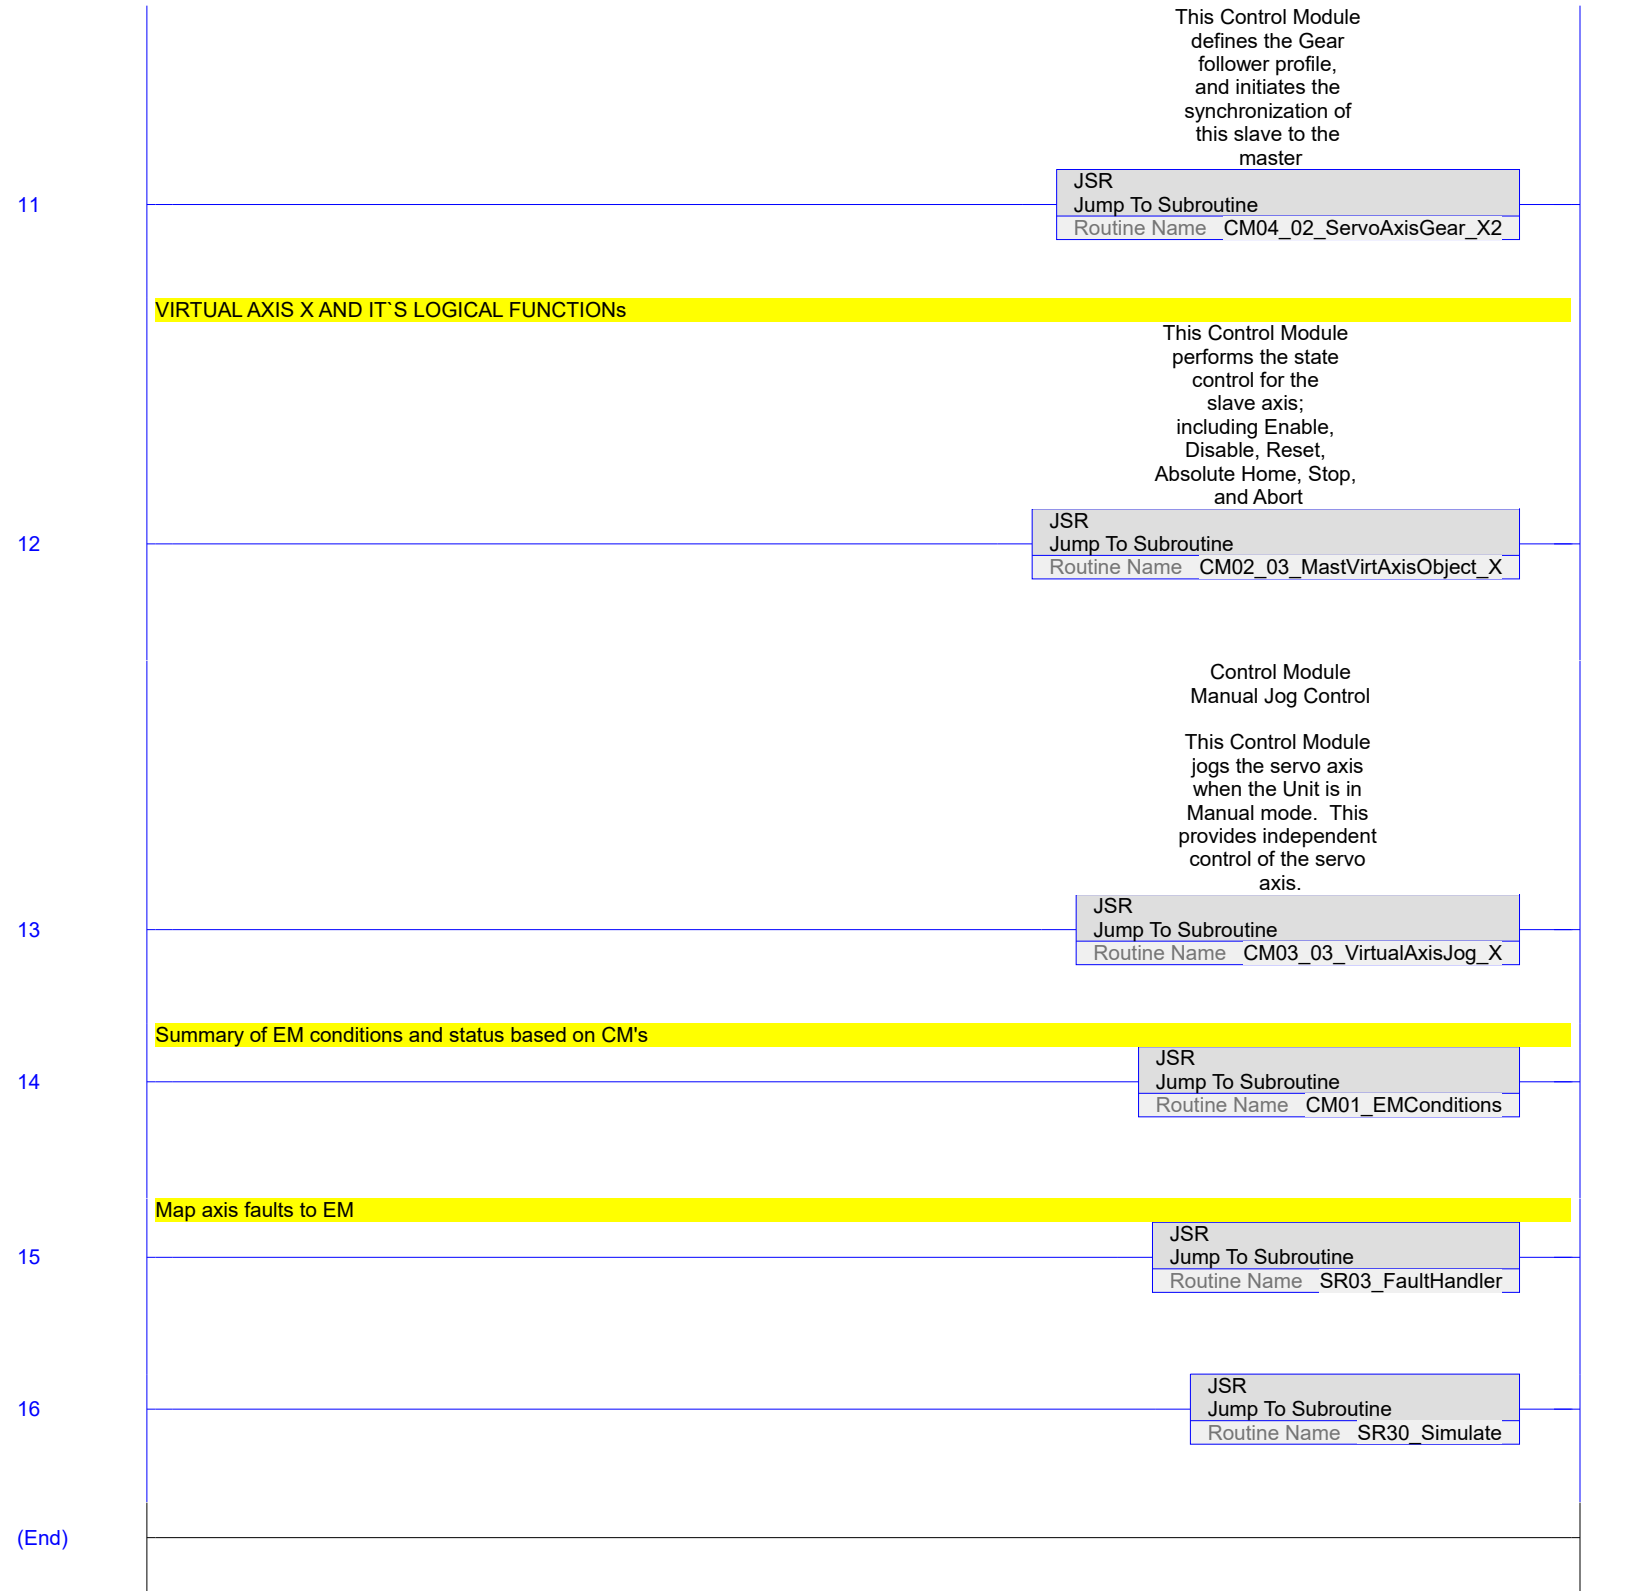 This Control Module
defines the Gear
follower profile,
and initiates the
synchronization of
this slave to the
master
JSR
11
Jump To Subroutine
Routine Name CM04_02_ServoAxisGear_X2
VIRTUAL AXIS X AND IT`S LOGICAL FUNCTIONs
This Control Module
performs the state
control for the
slave axis;
including Enable,
Disable, Reset,
Absolute Home, Stop,
and Abort
JSR
12
Jump To Subroutine
Routine Name CM02_03_MastVirtAxisObject_X
Control Module
Manual Jog Control
This Control Module
jogs the servo axis
when the Unit is in
Manual mode.  This
provides independent
control of the servo
axis.
JSR
13
Jump To Subroutine
Routine Name CM03_03_VirtualAxisJog_X
Summary of EM conditions and status based on CM's
JSR
14
Jump To Subroutine
Routine Name CM01_EMConditions
Map axis faults to EM
JSR
15
Jump To Subroutine
Routine Name SR03_FaultHandler
JSR
16
Jump To Subroutine
Routine Name SR30_Simulate
(End)